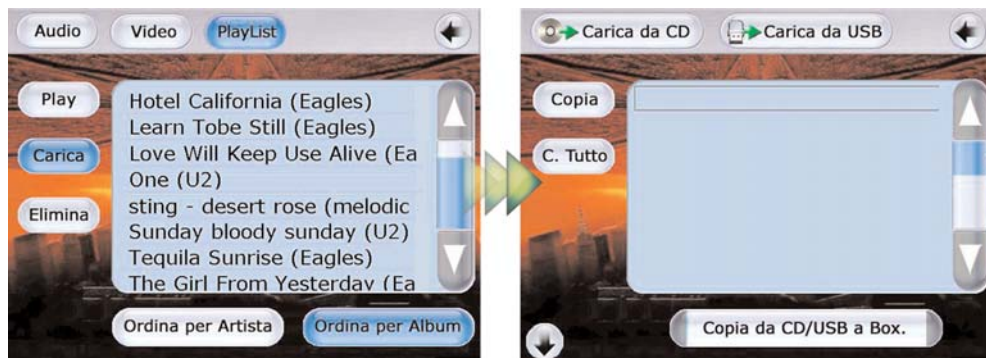 Audio
Video
PlayList
Play
Carica
Elimina
Hotel California (Eagles)
Learn Tobe Still (Eagles)
Love Will Keep Use Alive (Ea
One (U2)
sting - desert rose (melodic
Sunday bloody sunday (U2)
Tequila Sunrise (Eagles)
The Girl From Yesterday (Ea
Ordina per Artista
Ordina per Album
Carica da CD
Carica da USB
Copia
C. Tutto
Copia da CD/USB a Box.